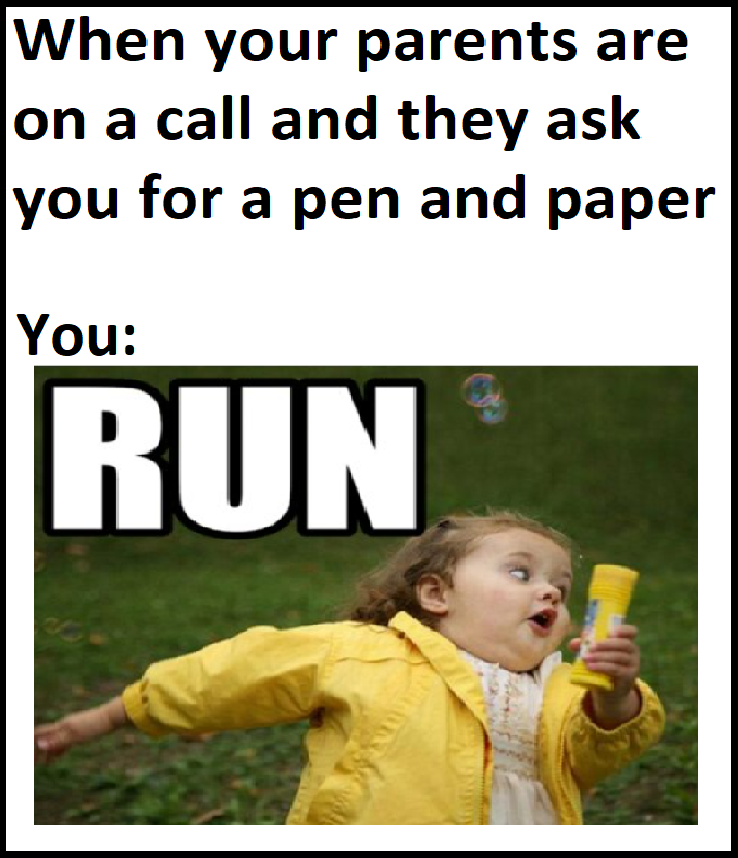 When your parents are
on a call and they ask
you for a pen and paper
You:
RUN